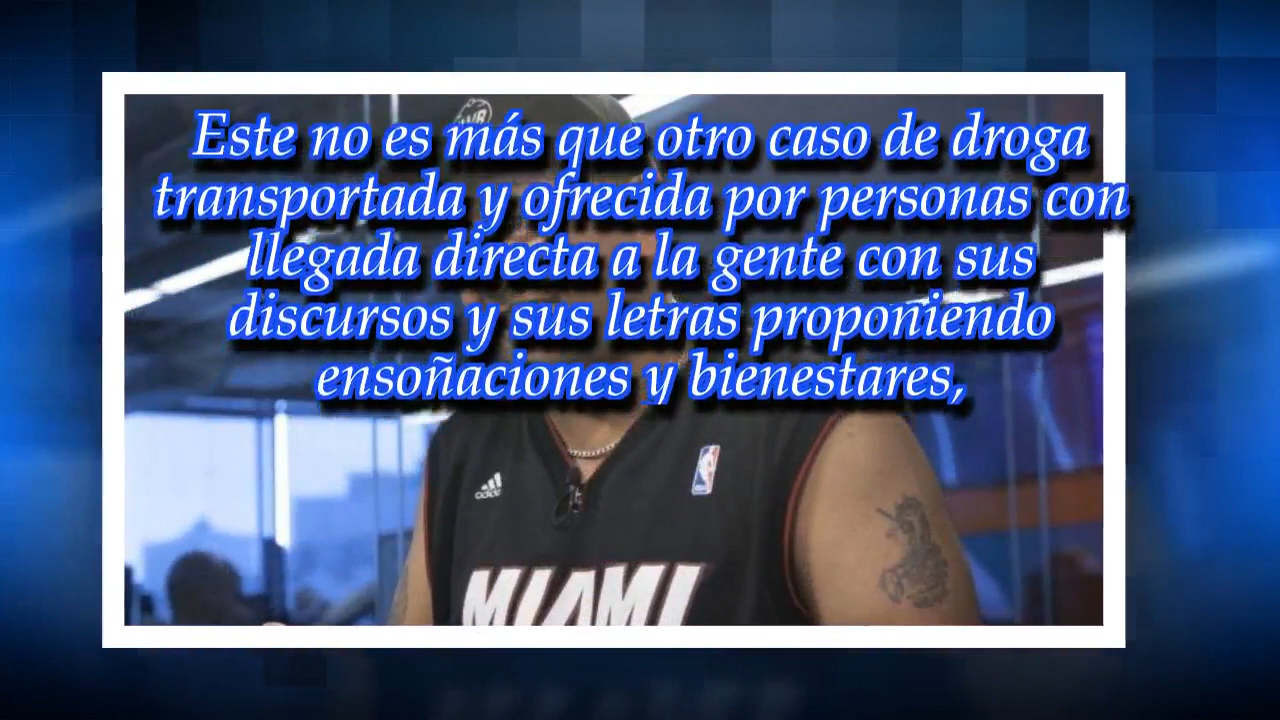 Este no es más que otro caso de droga
transportada y ofrecida por personas con
llegada directa a la gente con sus
discursos y sus letras proponiendo
ensoñaciones y bienestares,
adidas
MIAMI